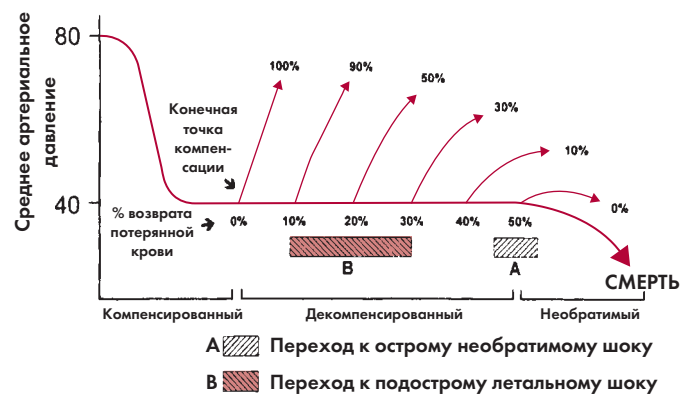 80
40
Среднее артериальное
давление
Конечная
точка
компен-
сации
% возврата
потерянной
крови
100%
90%
50%
30%
10%
0%
0%
10%
20%
30%
40%
50%
B
A
СМЕРТЬ
Компенсированный
Декомпенсированный
Необратимый
A Переход к острому необратимому шоку
B Переход к подострому летальному шоку